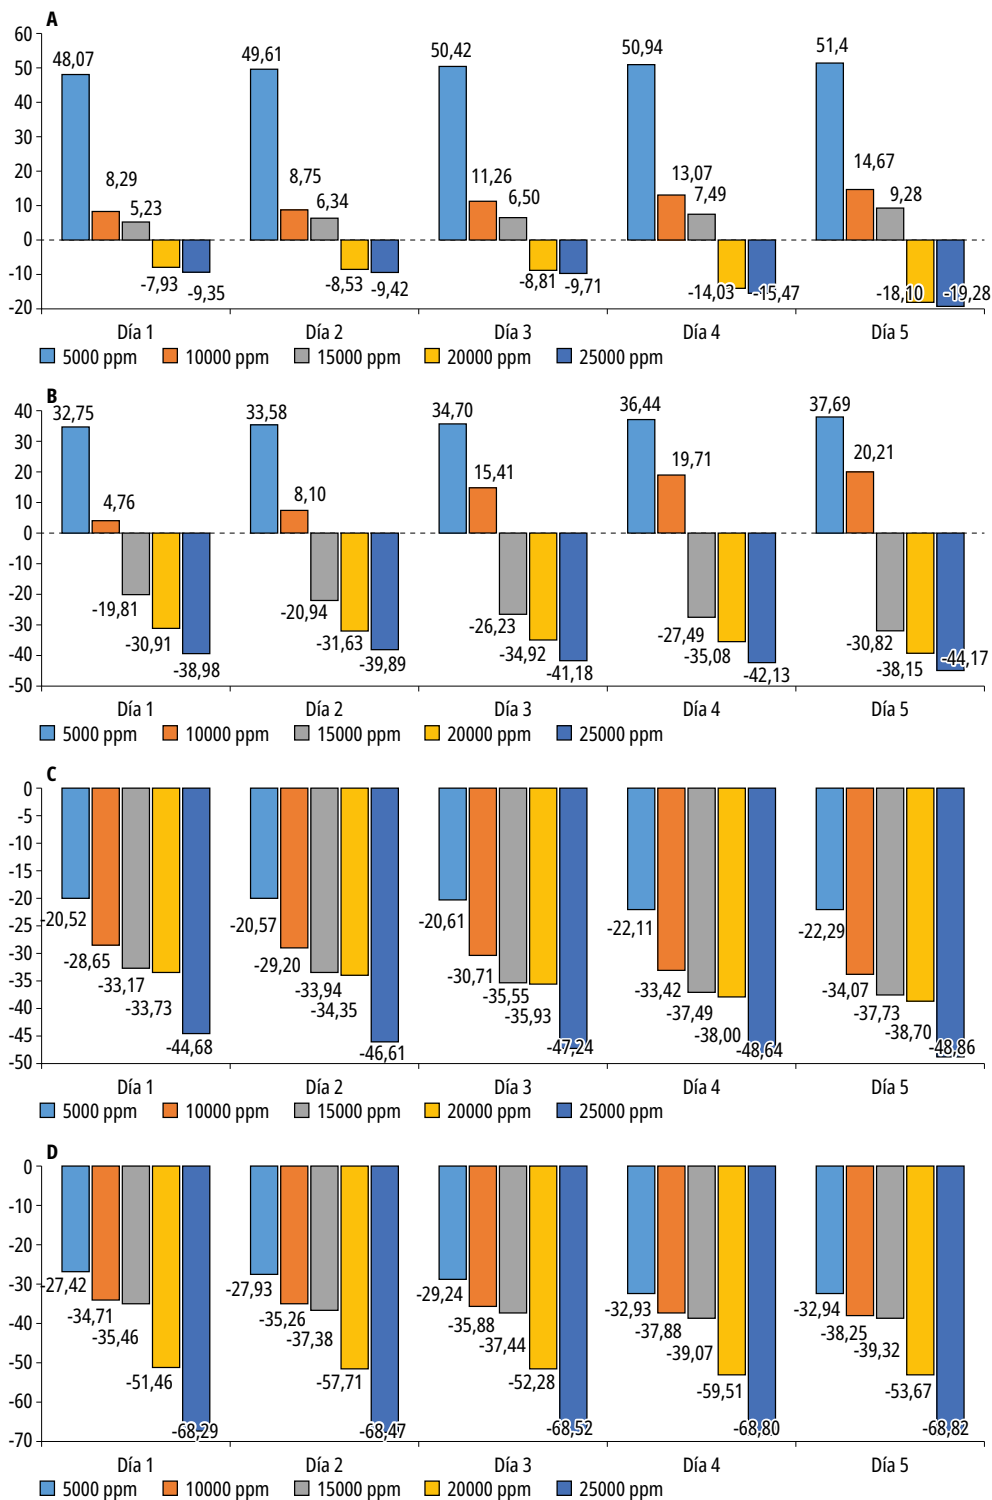 A
60
50
40
30
20
10
0
-10
-20
48,07 8,29 5,23 -7,93 -9,35
49,61 8,75 6,34 -8,53 -9,42
50,42 11,26 6,50 -8,81 -9,71
50,94 13,07 7,49 -14,03 -15,47
51,4 14,67 9,28 -18,10 -19,28
Día 1 Día 2 Día 3 Día 4 Día 5
5000 ppm 10000 ppm 15000 ppm 20000 ppm 25000 ppm
B
40
30
20
10
0
-10
-20
-30
-40
-50
32,75 4,76 -19,81 -30,91 -38,98
33,58 8,10 -20,94 -31,63 -39,89
34,70 15,41 -26,23 -34,92 -41,18
36,44 19,71 -27,49 -35,08 -42,13
37,69 20,21 -30,82 -38,15 -44,17
Día 1 Día 2 Día 3 Día 4 Día 5
5000 ppm 10000 ppm 15000 ppm 20000 ppm 25000 ppm
C
0
-5
-10
-15
-20
-25
-30
-35
-40
-45
-50
-20,52 -28,65 -33,17 -33,73 -44,68
-20,57 -29,20 -33,94 -34,35 -46,61
-20,61 -30,71 -35,55 -35,93 -47,24
-22,11 -33,42 -37,49 -38,00 -48,64
-22,29 -34,07 -37,73 -38,70 -48,86
Día 1 Día 2 Día 3 Día 4 Día 5
5000 ppm 10000 ppm 15000 ppm 20000 ppm 25000 ppm
D
0
-10
-20
-30
-40
-50
-60
-70
-27,42 -34,71 -35,46 -51,46 -68,29
-27,93 -35,26 -37,38 -57,71 -68,47
-29,24 -35,88 -37,44 -52,28 -68,52
-32,93 -37,88 -39,07 -59,51 -68,80
-32,94 -38,25 -39,32 -53,67 -68,82
Día 1 Día 2 Día 3 Día 4 Día 5
5000 ppm 10000 ppm 15000 ppm 20000 ppm 25000 ppm